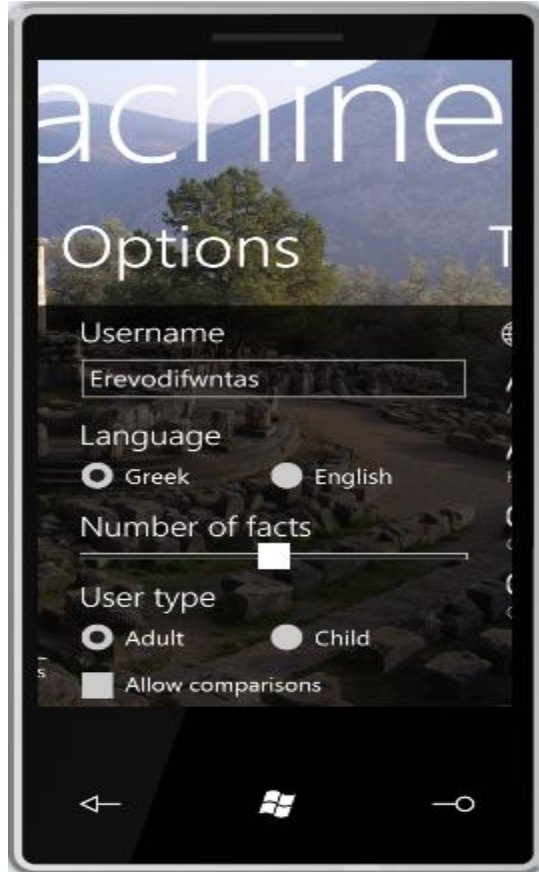 achine
Options
T
Username
Erevodifwntas
Language
Greek English
Number of facts
User type
Adult Child
s
Allow comparisons